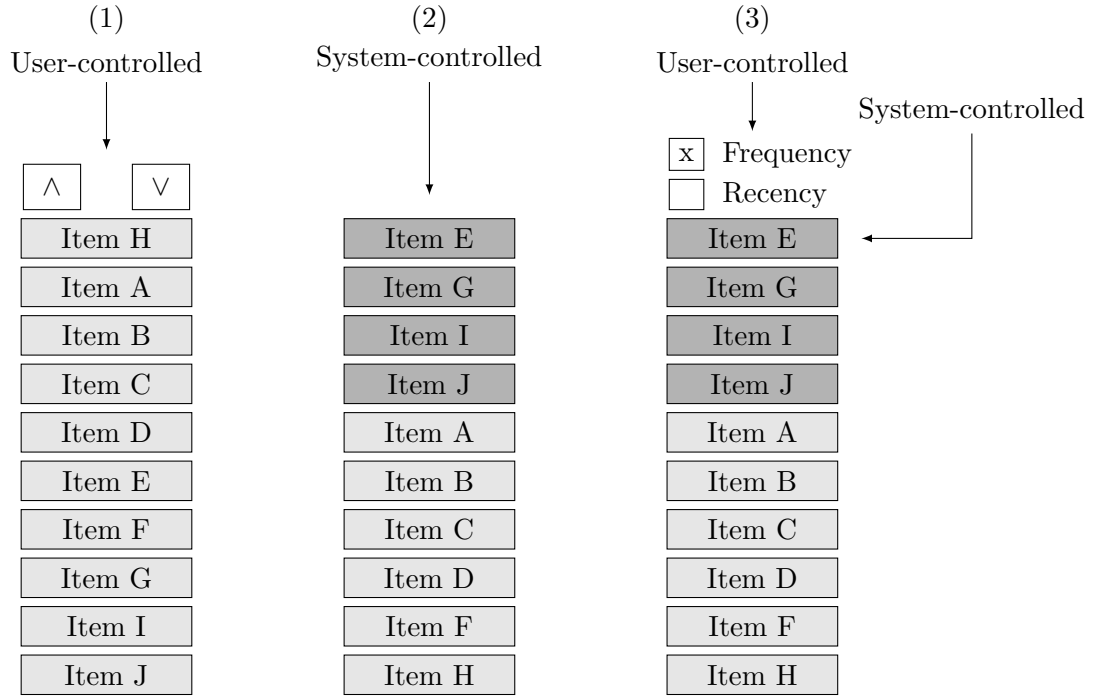 (1)
User-controlled
∧ ∨
Item H
Item A
Item B
Item C
Item D
Item E
Item F
Item G
Item I
Item J
(2)
System-controlled
Item E
Item G
Item I
Item J
Item A
Item B
Item C
Item D
Item F
Item H
(3)
User-controlled
System-controlled
x Frequency
Recency
Item E
Item G
Item I
Item J
Item A
Item B
Item C
Item D
Item F
Item H